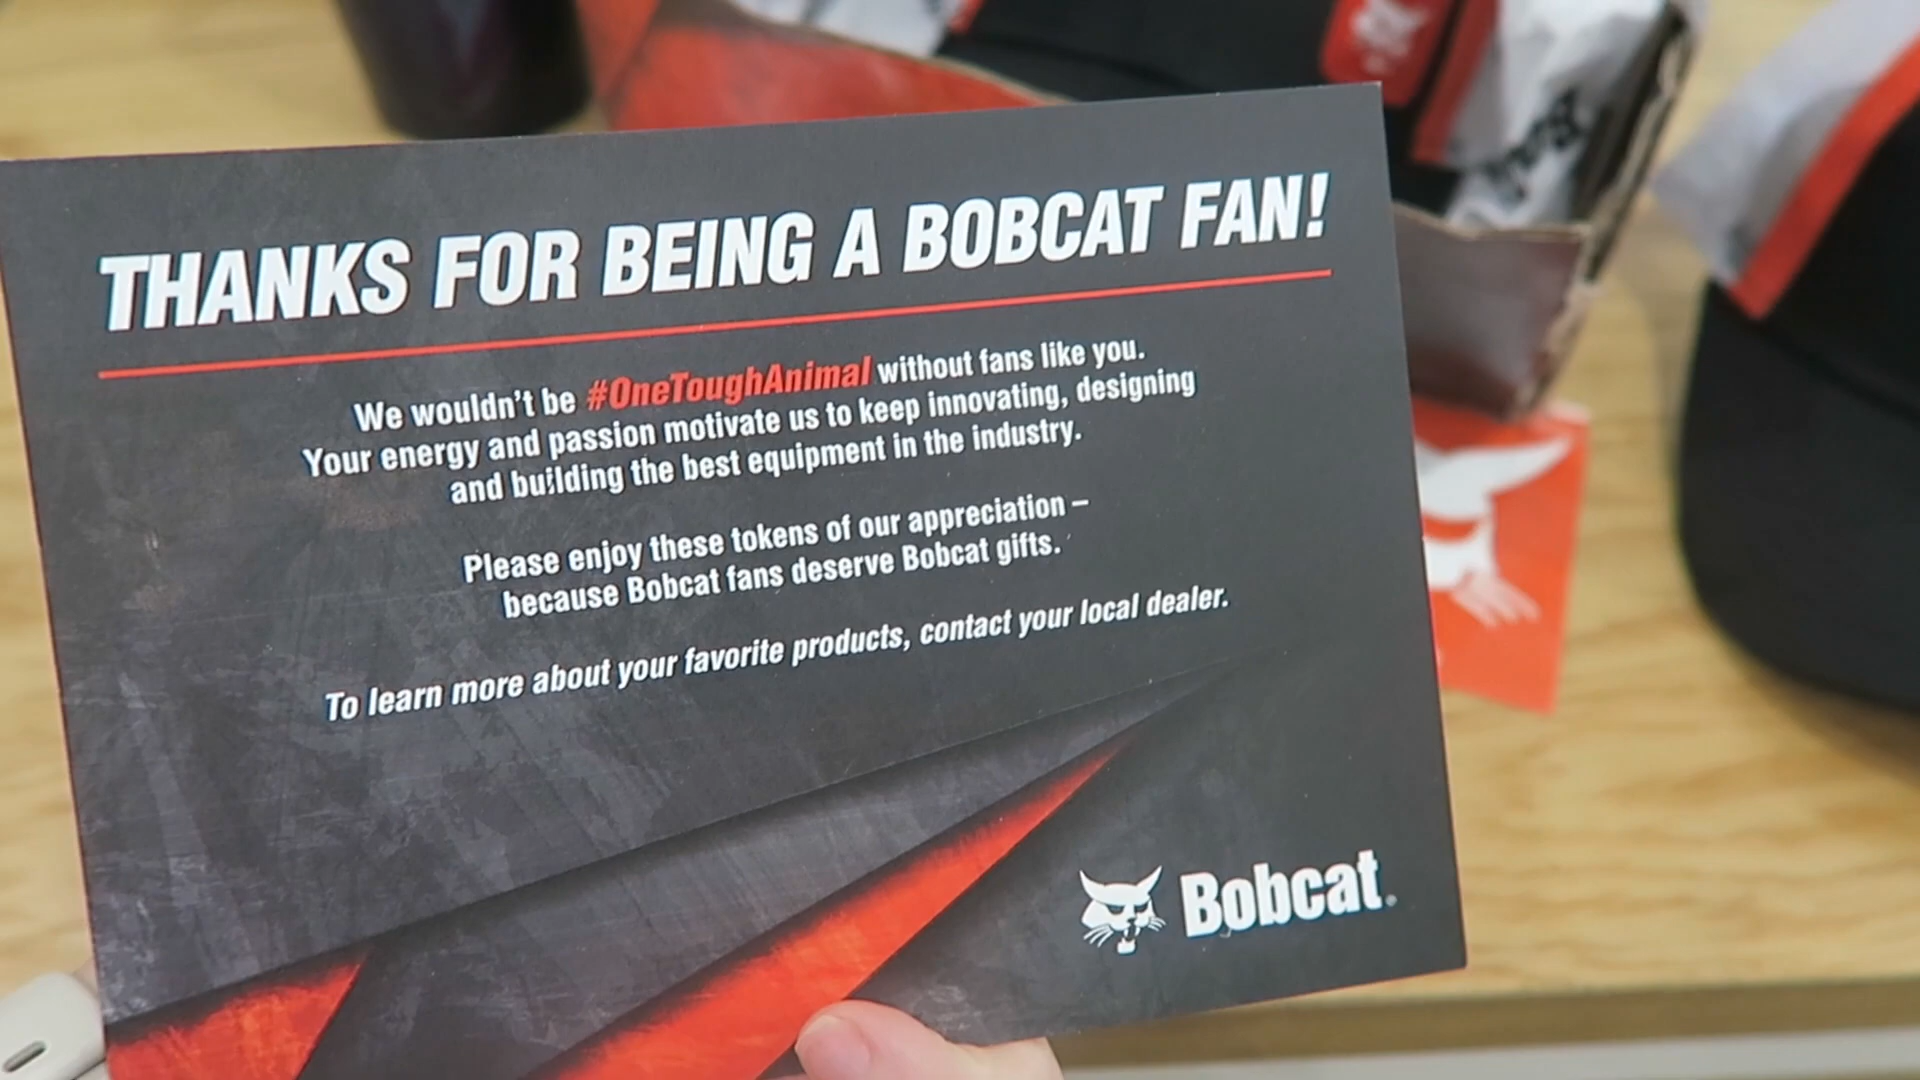 THANKS FOR BEING A BOBCAT FAN!
We wouldn't be #OneToughAnimal without fans like you.
Your energy and passion motivate us to keep innovating, designing
and building the best equipment in the industry.
Please enjoy these tokens of our appreciation –
because Bobcat fans deserve Bobcat gifts.
To learn more about your favorite products, contact your local dealer.
Bobcat